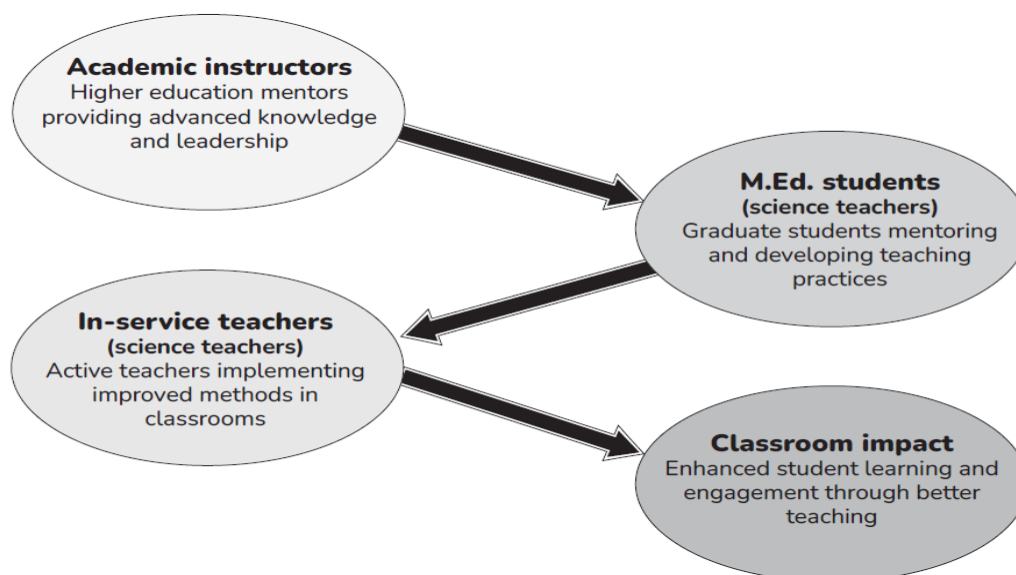 Academic instructors
Higher education mentors
providing advanced knowledge
and leadership
M.Ed. students
(science teachers)
Graduate students mentoring
and developing teaching
practices
In-service teachers
(science teachers)
Active teachers implementing
improved methods in
classrooms
Classroom impact
Enhanced student learning and
engagement through better
teaching